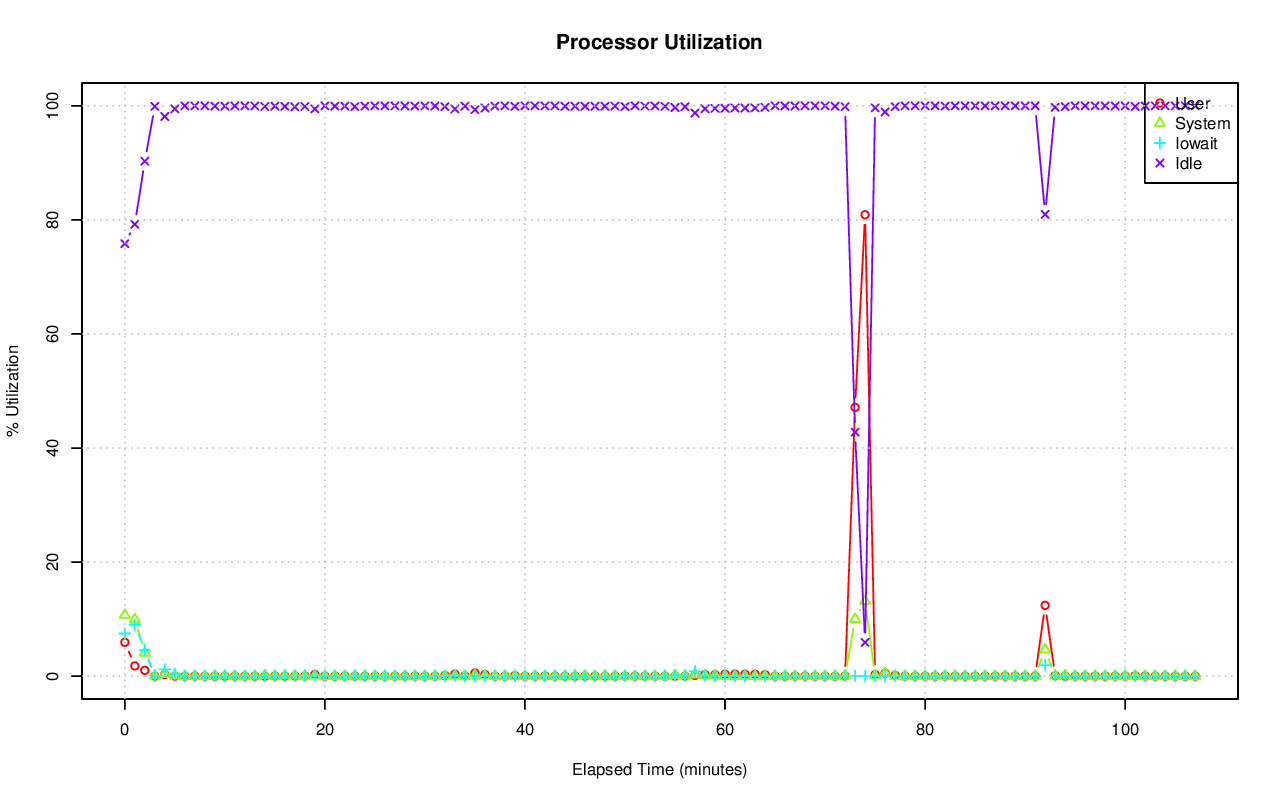 Processor Utilization
% Utilization
100
80
60
40
20
0
User
System
Iowait
Idle
0 20 40 60 80 100
Elapsed Time (minutes)